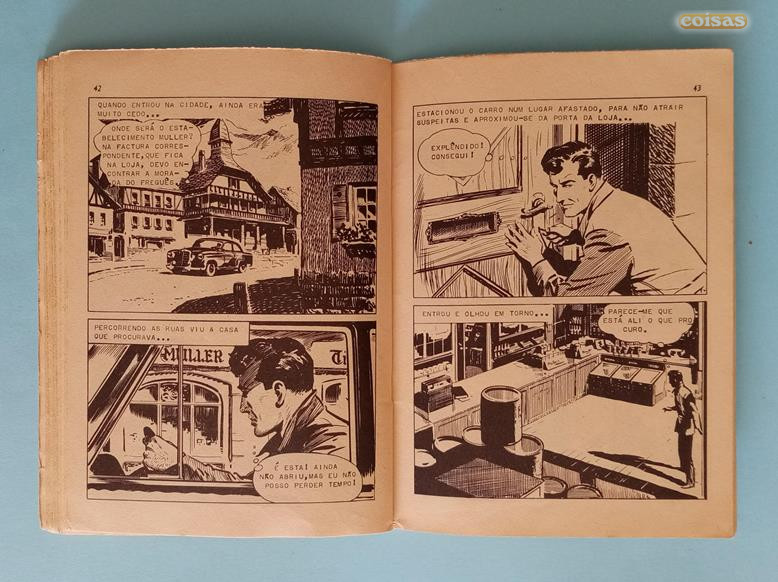 coisas
42
QUANDO ENTROU NA CIDADE, AINDA ERA
MUITO CEDO...
ONDE SERÁ O ESTA-
BELECIMENTO MULLER?
NA FACTURA CORRES-
PONDENTE, QUE FICA
NA LOJA, DEVO EN-
CONTRAR A MORA-
DA DO FREGUÊS
PERCORRENDO AS RUAS VIU A CASA
QUE PROCURAVA...
MULLER
É ESTA! AINDA
NÃO ABRIU, MAS EU NÃO
POSSO PERDER TEMPO!
43
ESTACIONOU O CARRO NUM LUGAR AFASTADO, PARA NÃO ATRAIR
SUSPEITAS E APROXIMOU-SE DA PORTA DA LOJA...
EXPLÊNDIDO!
CONSEGUI!
ENTROU E OLHOU EM TORNO...
PARECE-ME QUE
ESTÁ ALI O QUE PRO
CURO.